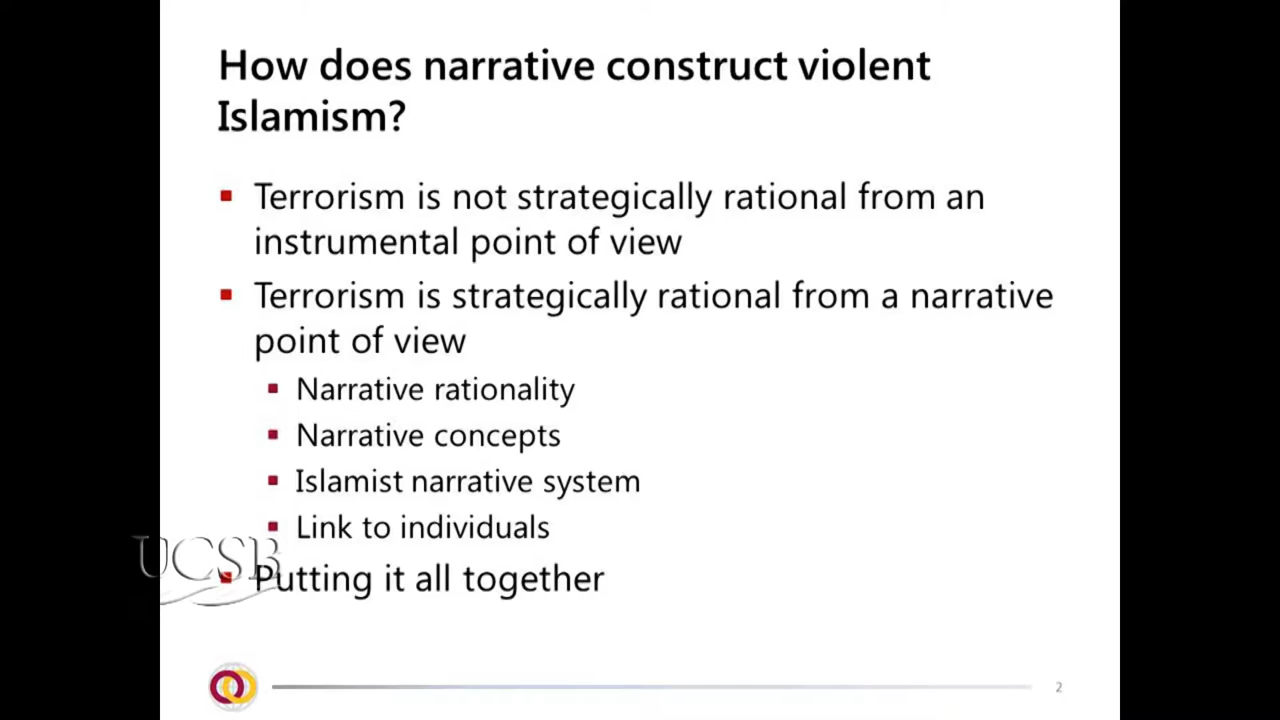 How does narrative construct violent
Islamism?
Terrorism is not strategically rational from an
instrumental point of view
Terrorism is strategically rational from a narrative
point of view
Narrative rationality
Narrative concepts
Islamist narrative system
Link to individuals
UCSB
Putting it all together
2